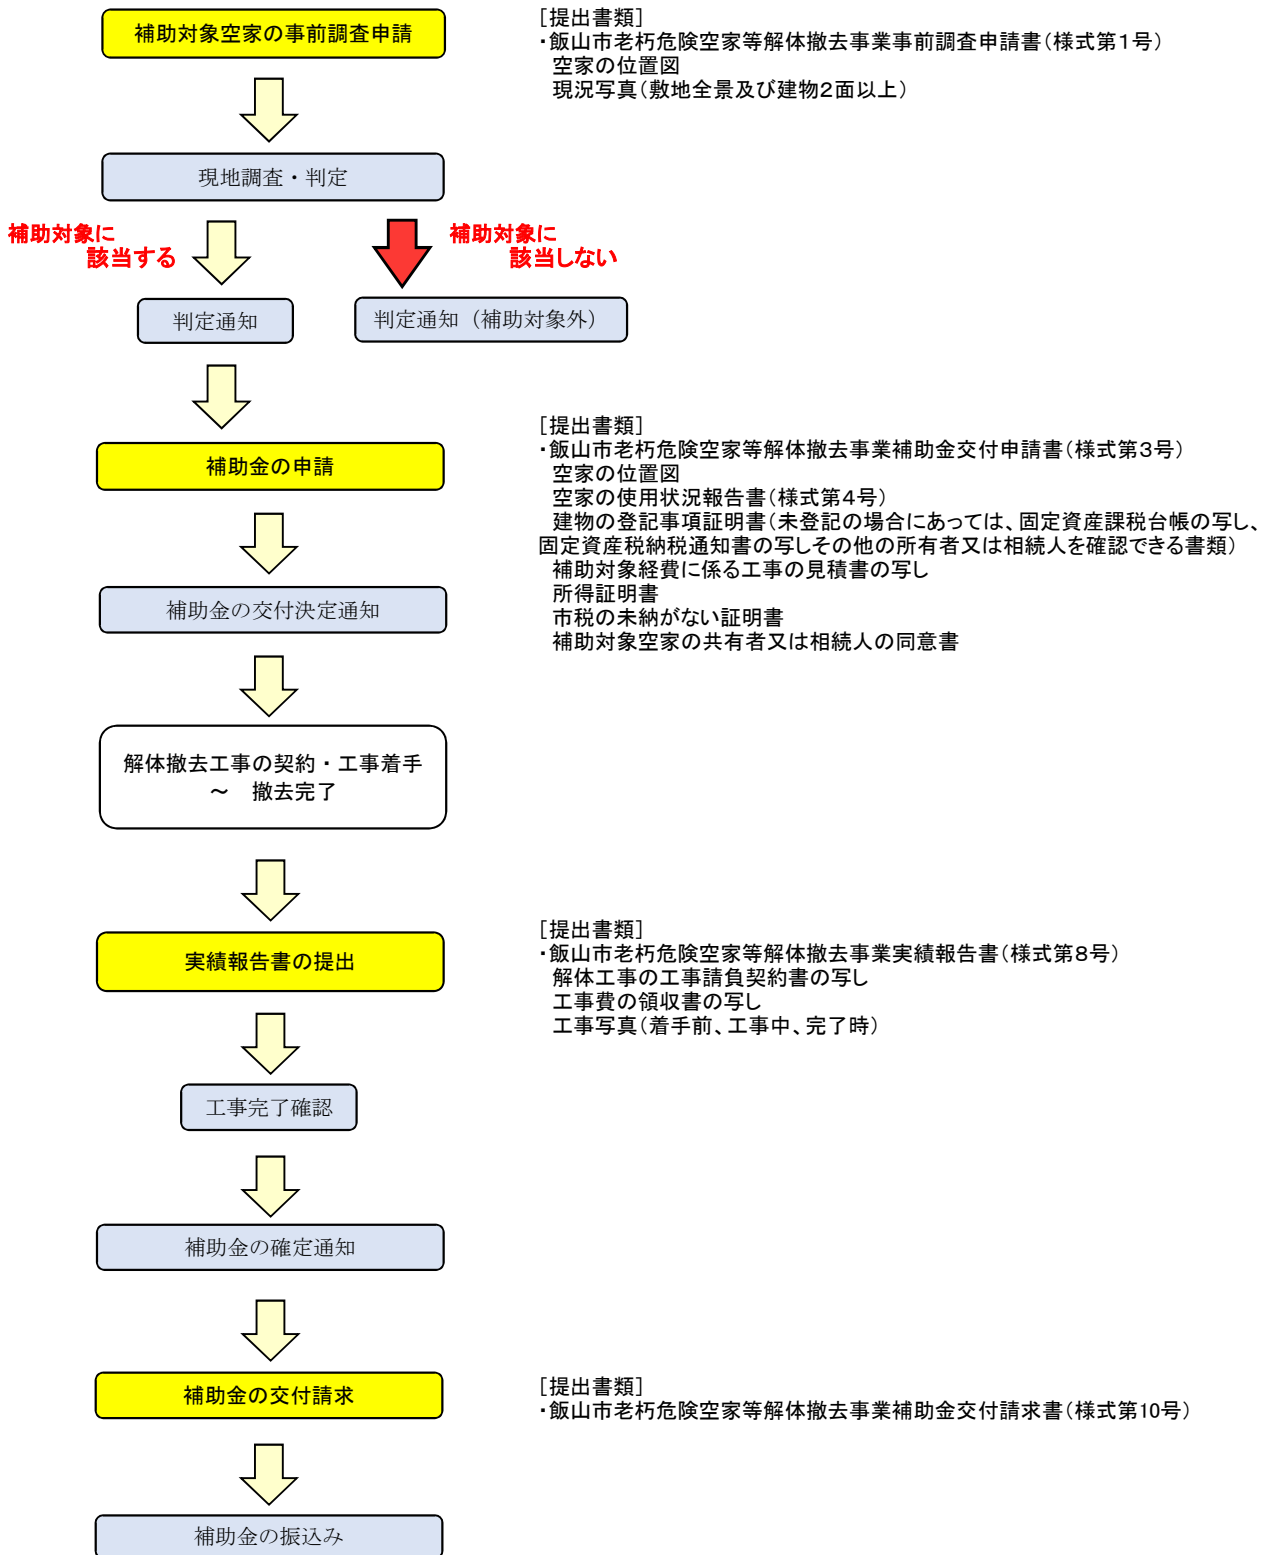 補助対象空家の事前調査申請
[提出書類]
・飯山市老朽危険空家等解体撤去事業事前調査申請書(様式第1号)
空家の位置図
現況写真(敷地全景及び建物2面以上)
現地調査・判定
補助対象に
該当する
補助対象に
該当しない
判定通知
判定通知(補助対象外)
補助金の申請
[提出書類]
・飯山市老朽危険空家等解体撤去事業補助金交付申請書(様式第3号)
空家の位置図
空家の使用状況報告書(様式第4号)
建物の登記事項証明書(未登記の場合にあっては、固定資産課税台帳の写し、
固定資産税納税通知書の写しその他の所有者又は相続人を確認できる書類)
補助対象経費に係る工事の見積書の写し
所得証明書
市税の未納がない証明書
補助対象空家の共有者又は相続人の同意書
補助金の交付決定通知
解体撤去工事の契約・工事着手
~ 撤去完了
実績報告書の提出
[提出書類]
・飯山市老朽危険空家等解体撤去事業実績報告書(様式第8号)
解体工事の工事請負契約書の写し
工事費の領収書の写し
工事写真(着手前、工事中、完了時)
工事完了確認
補助金の確定通知
補助金の交付請求
[提出書類]
・飯山市老朽危険空家等解体撤去事業補助金交付請求書(様式第10号)
補助金の振込み